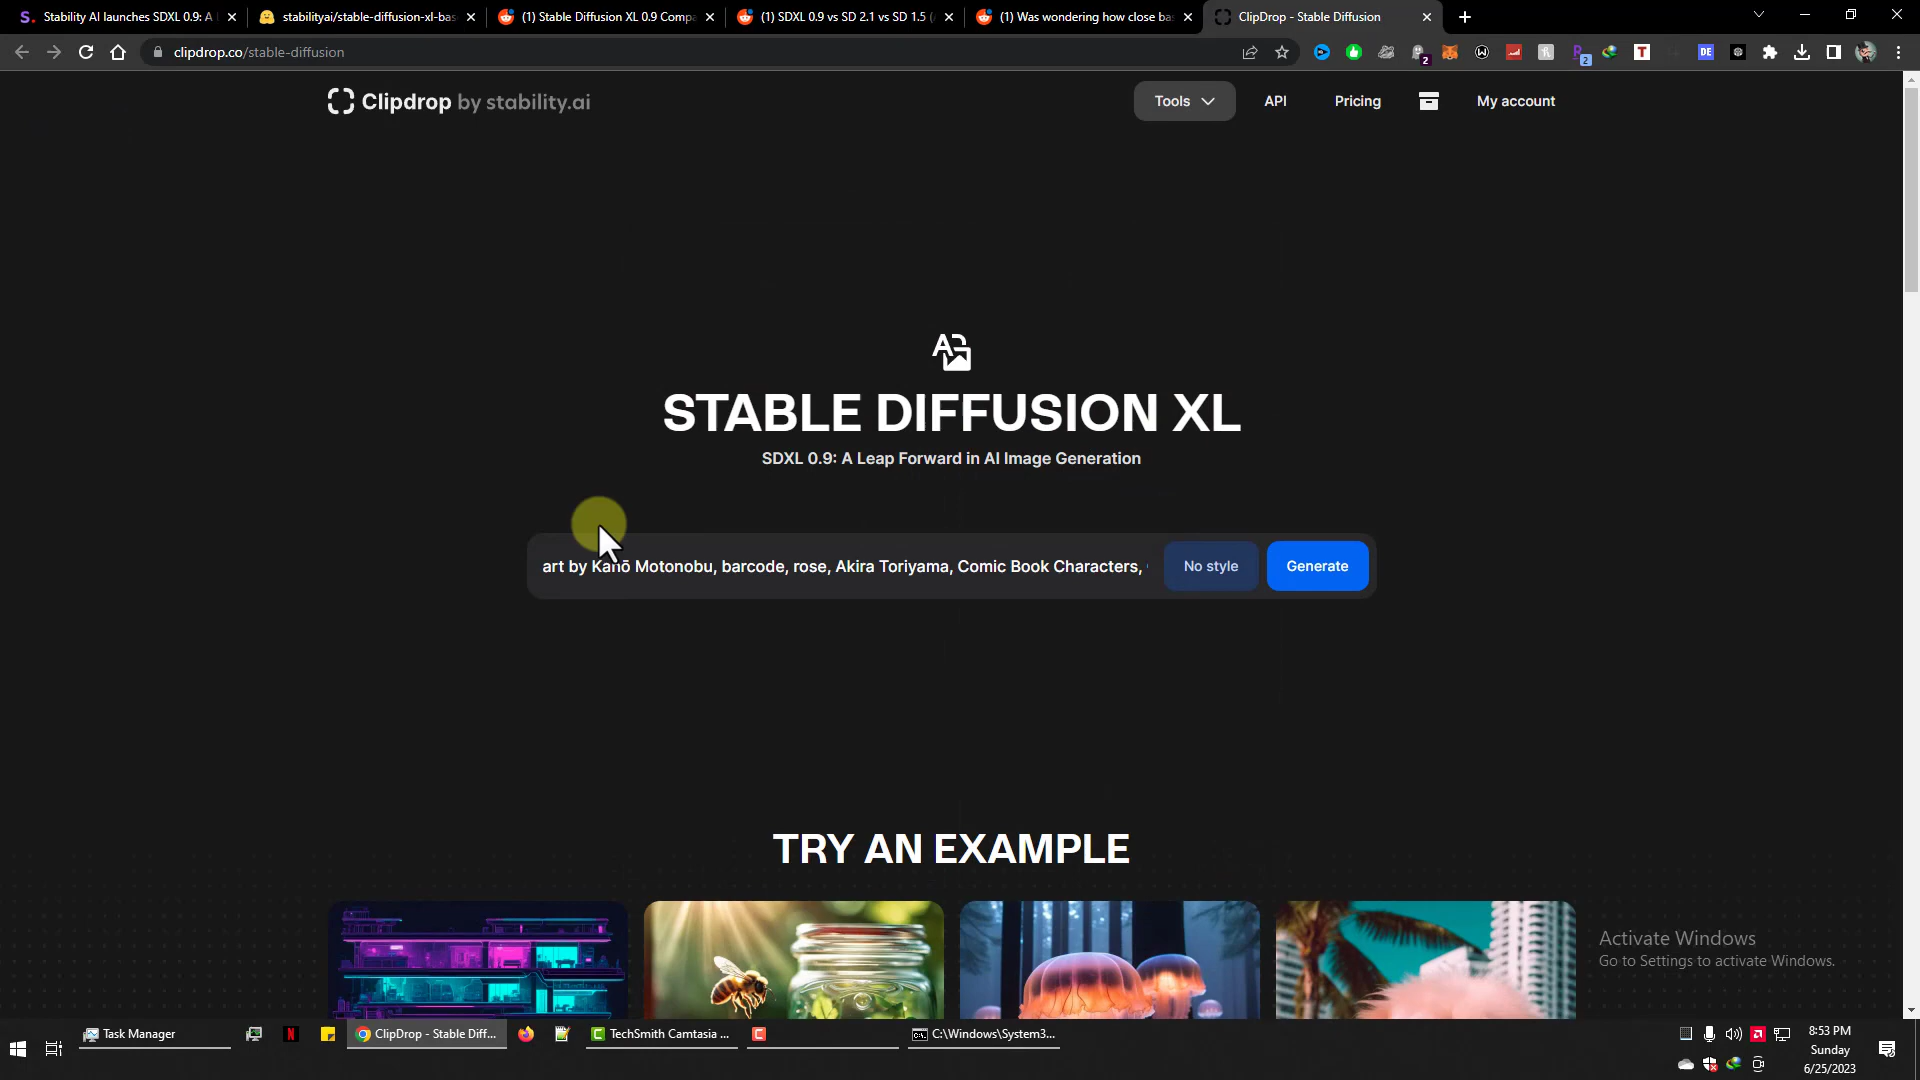 Stability AI launches SDXL 0.9: A
stabilityai/stable-diffusion-xl-bas
(1) Stable Diffusion XL 0.9 Compa
(1) SDXL 0.9 vs SD 2.1 vs SD 1.5 (
(1) Was wondering how close ba
ClipDrop - Stable Diffusion
clipdrop.co/stable-diffusion
Clipdrop by stability.ai
Tools
API
Pricing
My account
STABLE DIFFUSION XL
SDXL 0.9: A Leap Forward in AI Image Generation
art by Kanō Motonobu, barcode, rose, Akira Toriyama, Comic Book Characters,
No style
Generate
TRY AN EXAMPLE
Activate Windows
Go to Settings to activate Windows.
Task Manager
ClipDrop - Stable Diff...
TechSmith Camtasia ...
C:\Windows\System3...
8:53 PM
Sunday
6/25/2023